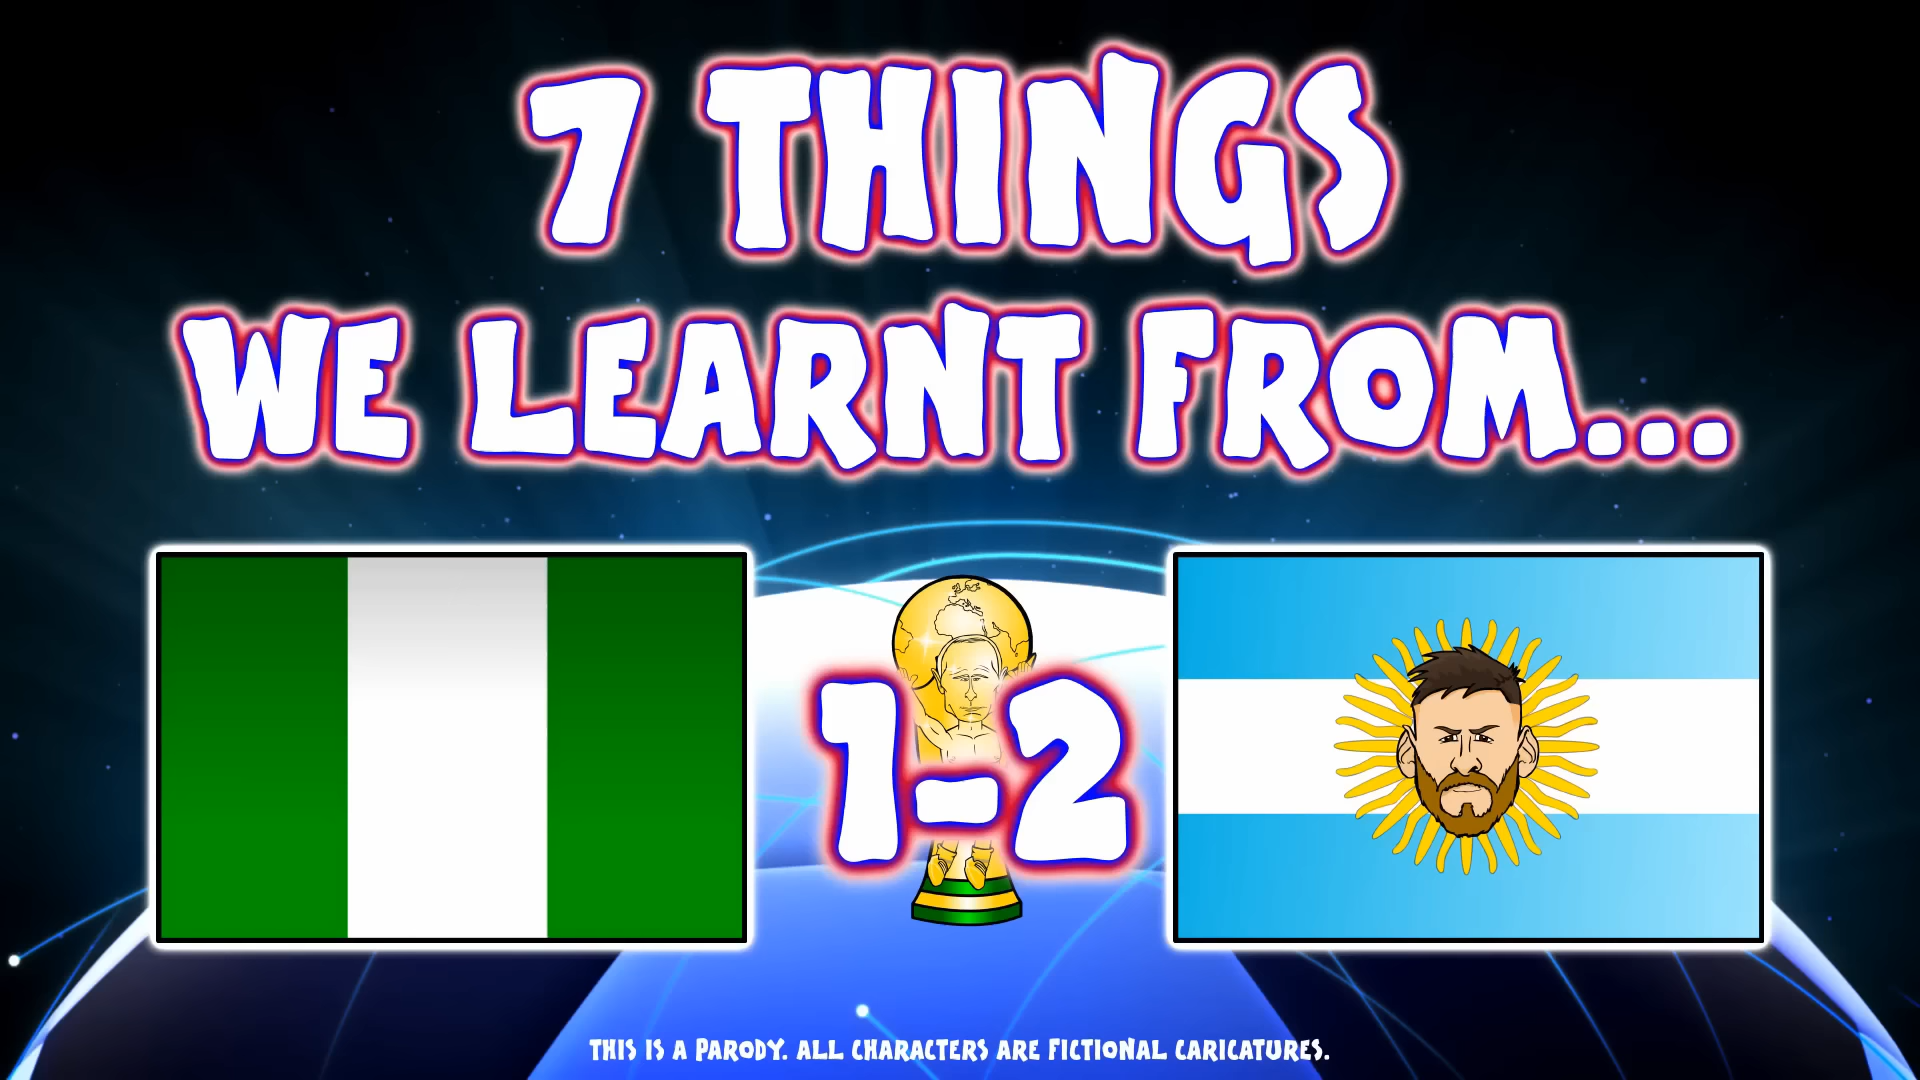 7 THINGS
WE LEARNT FROM...
1-2
THIS IS A PARODY. ALL CHARACTERS ARE FICTIONAL CARICATURES.